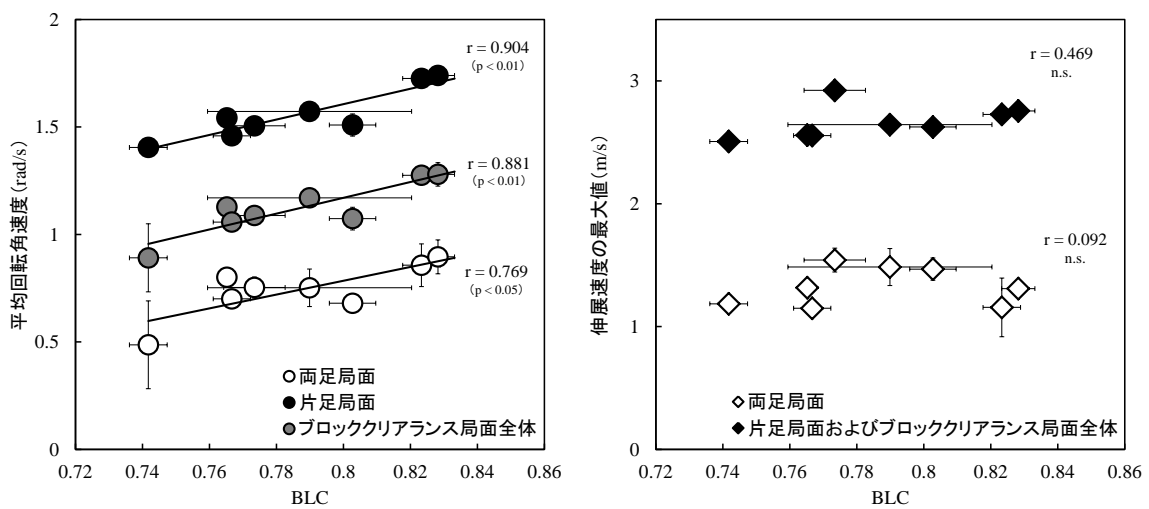 2
1.5
1
0.5
0
平均回転角速度(rad/s)
r = 0.904
(p < 0.01)
r = 0.881
(p < 0.01)
r = 0.769
(p < 0.05)
両足局面
片足局面
ブロッククリアランス局面全体
0.72 0.74 0.76 0.78 0.8 0.82 0.84 0.86
BLC
3
2
1
0
伸展速度の最大値(m/s)
r = 0.469
n.s.
r = 0.092
n.s.
両足局面
片足局面およびブロッククリアランス局面全体
0.72 0.74 0.76 0.78 0.8 0.82 0.84 0.86
BLC